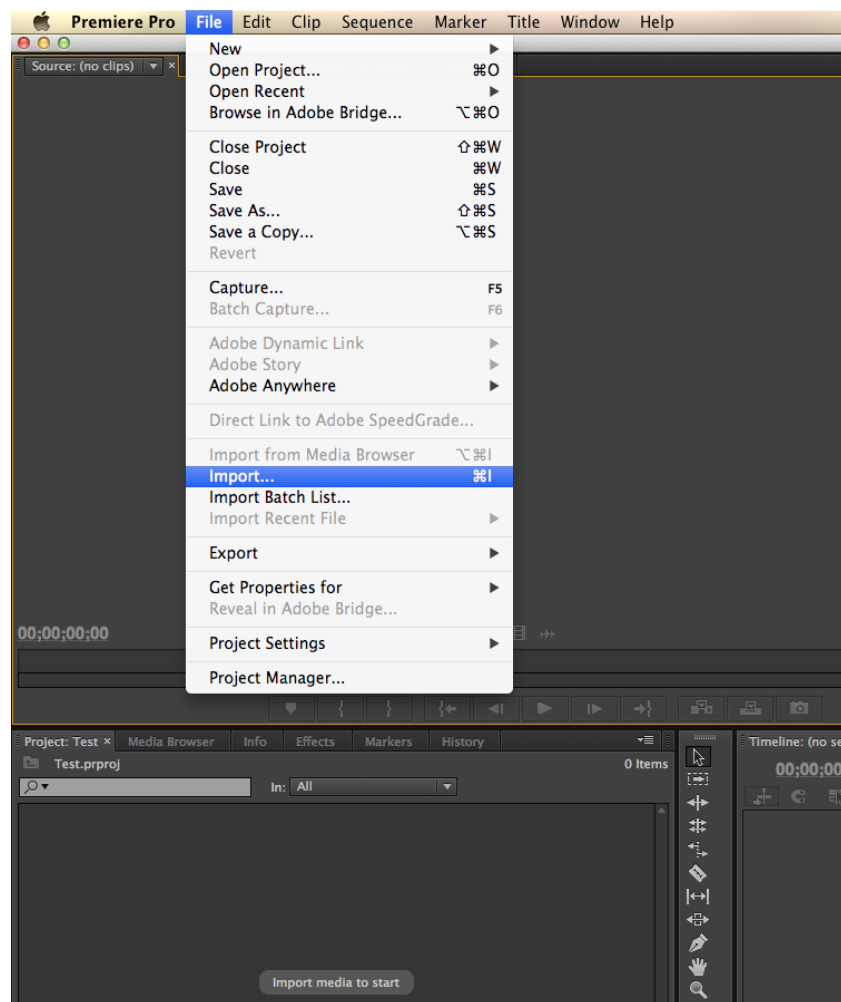 Premiere Pro File Edit Clip Sequence Marker Title Window Help
Source: (no clips)
New
Open Project... ⌘O
Open Recent
Browse in Adobe Bridge... ⌥⌘O
Close Project ⇧⌘W
Close ⌘W
Save ⌘S
Save As... ⇧⌘S
Save a Copy... ⌥⌘S
Revert
Capture... F5
Batch Capture... F6
Adobe Dynamic Link
Adobe Story
Adobe Anywhere
Direct Link to Adobe SpeedGrade...
Import from Media Browser ⌥⌘I
Import... ⌘I
Import Batch List...
Import Recent File
Export
Get Properties for
Reveal in Adobe Bridge...
00;00;00;00
Project Settings
Project Manager...
Project: Test × Media Browser Info Effects Markers History
Timeline: (no se
Test.prproj 0 Items
00;00;00
In: All
Import media to start